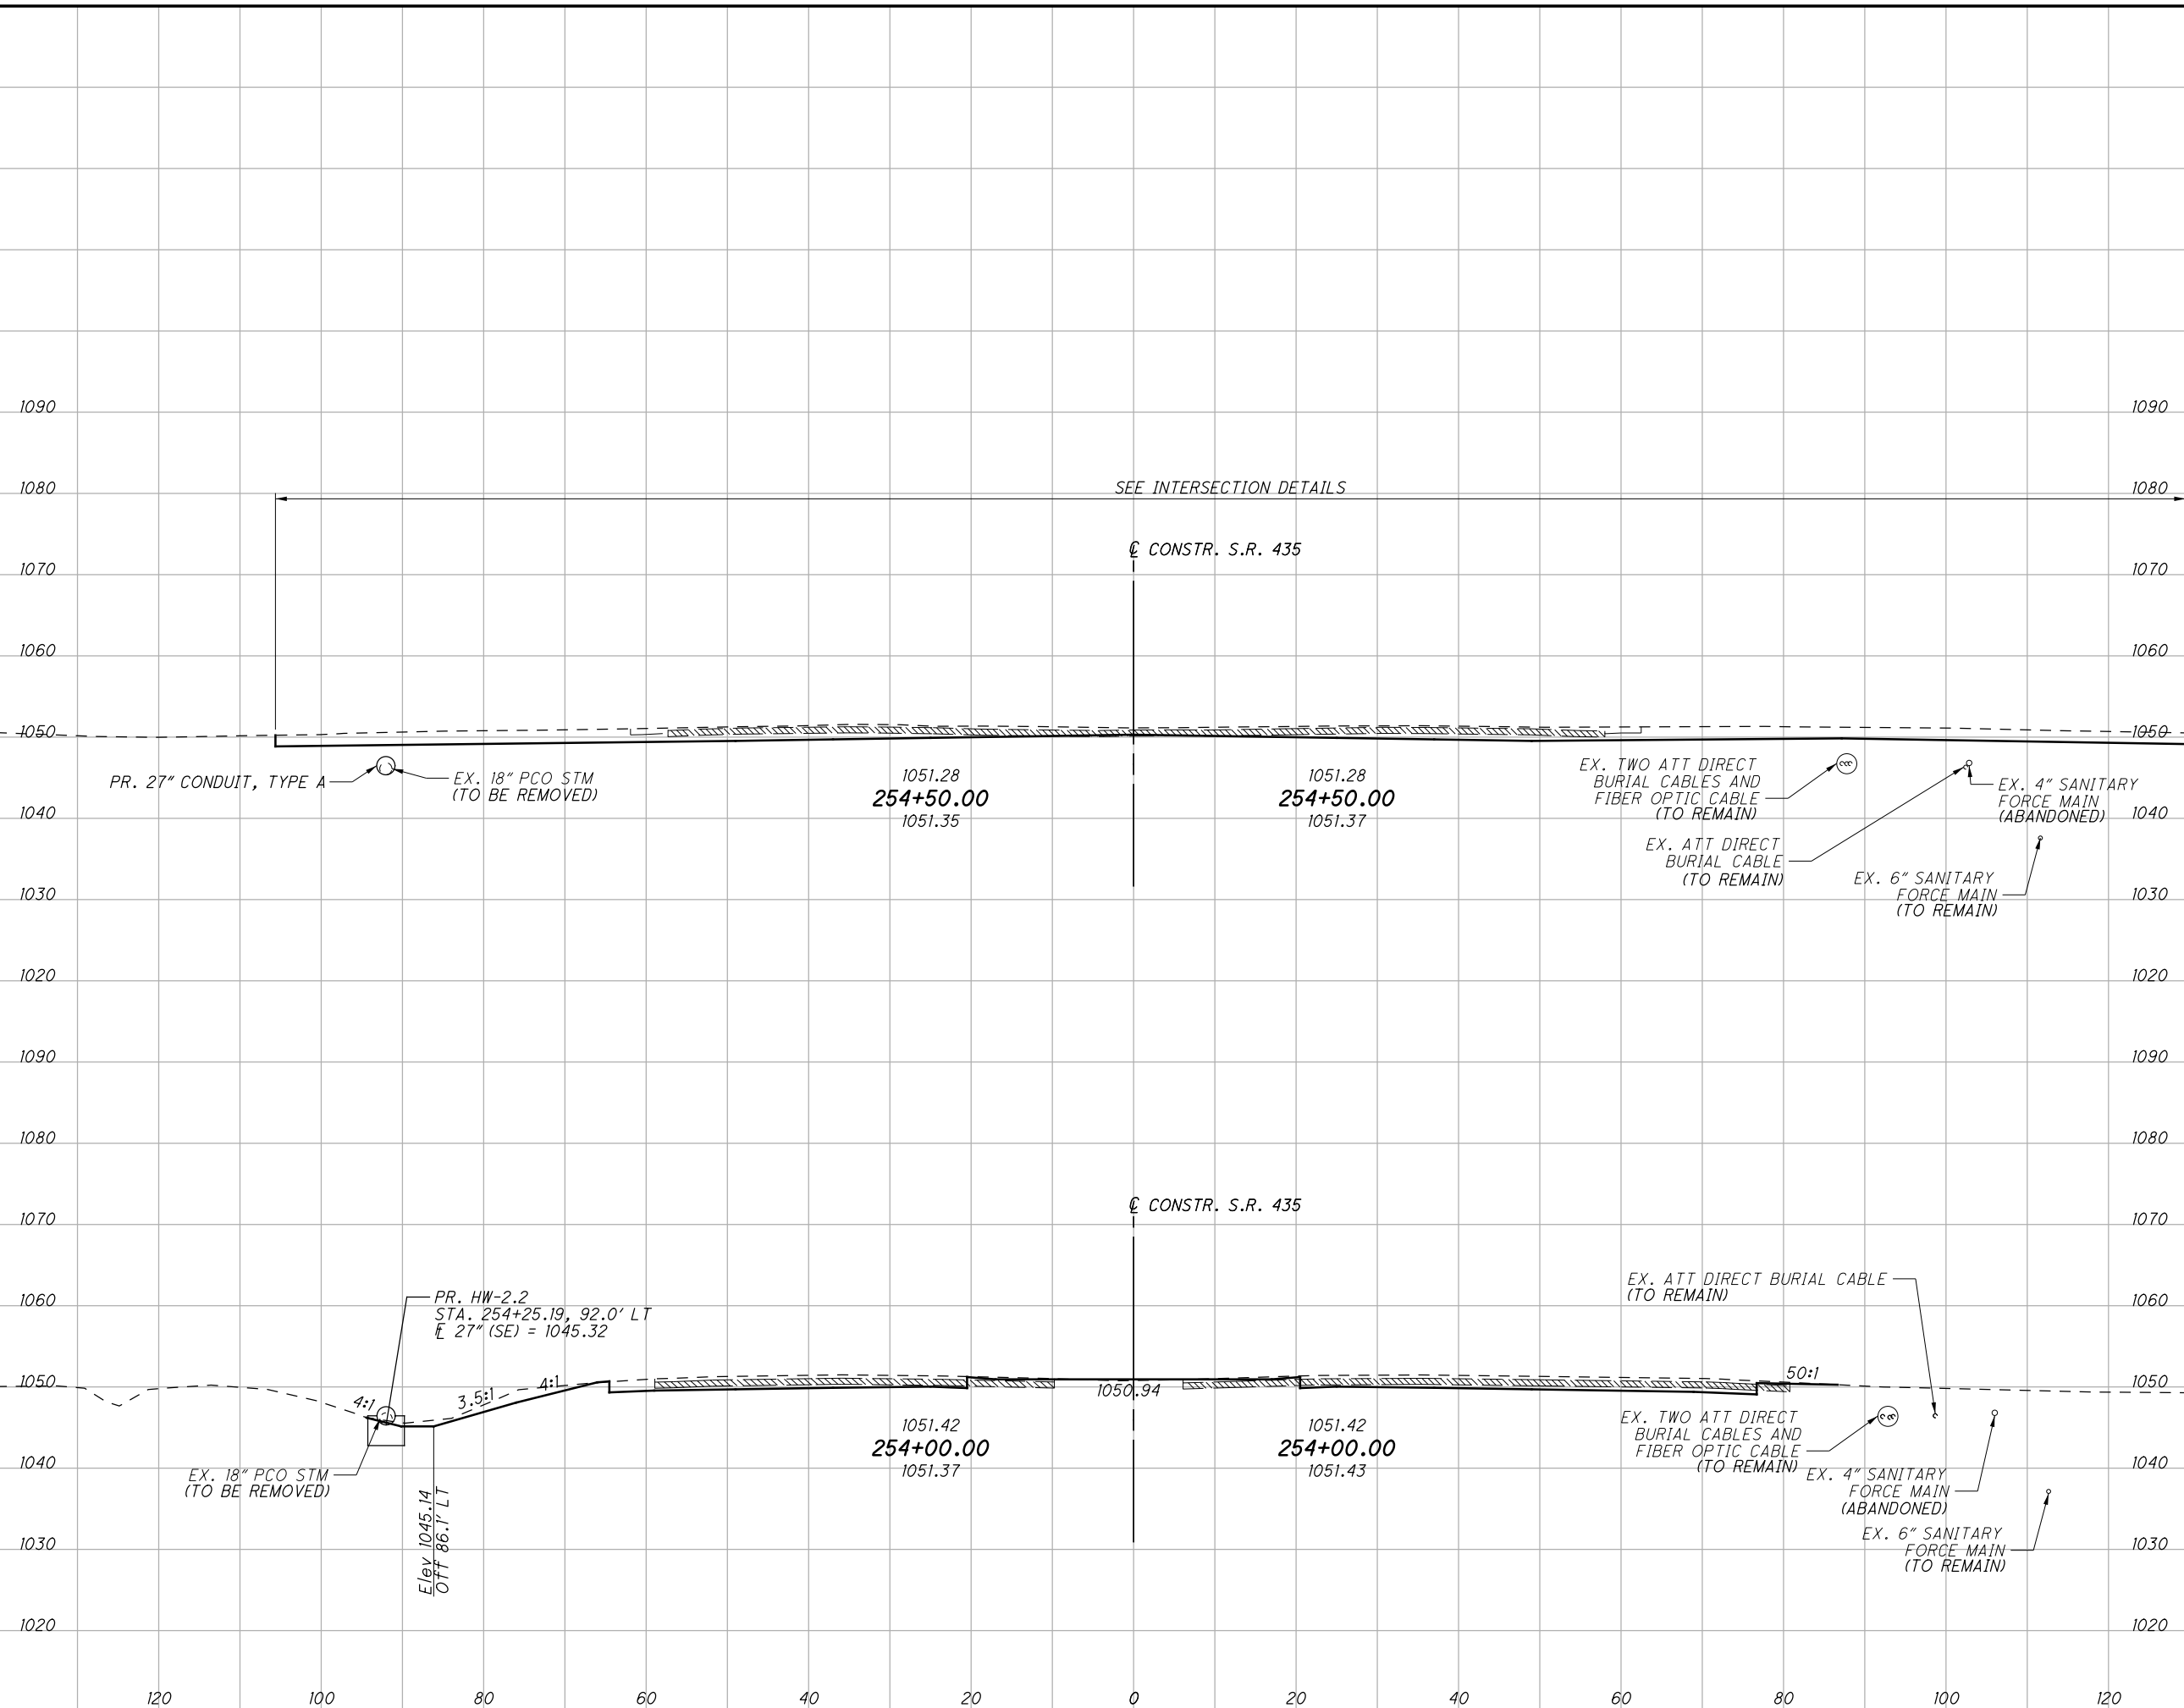 1090 1090
1080 SEE INTERSECTION DETAILS 1080
℄ CONSTR. S.R. 435
1070 1070
1060 1060
1050 1050
PR. 27" CONDUIT, TYPE A
EX. 18" PCO STM
(TO BE REMOVED)
1051.28
254+50.00
1051.35
1051.28
254+50.00
1051.37
EX. TWO ATT DIRECT
BURIAL CABLES AND
FIBER OPTIC CABLE
(TO REMAIN)
EX. 4" SANITARY
FORCE MAIN
(ABANDONED)
1040 1040
EX. ATT DIRECT
BURIAL CABLE
(TO REMAIN)
EX. 6" SANITARY
FORCE MAIN
(TO REMAIN)
1030 1030
1020 1020
1090 1090
1080 1080
1070 1070
℄ CONSTR. S.R. 435
EX. ATT DIRECT BURIAL CABLE
(TO REMAIN)
1060 1060
PR. HW-2.2
STA. 254+25.19, 92.0' LT
FL 27" (SE) = 1045.32
1050 1050
4:1
3.5:1
4:1
1050.94
50:1
1051.42
254+00.00
1051.37
1051.42
254+00.00
1051.43
EX. TWO ATT DIRECT
BURIAL CABLES AND
FIBER OPTIC CABLE
(TO REMAIN)
1040 1040
EX. 18" PCO STM
(TO BE REMOVED)
EX. 4" SANITARY
FORCE MAIN
(ABANDONED)
Elev 1045.14
Off 86.1' LT
EX. 6" SANITARY
FORCE MAIN
(TO REMAIN)
1030 1030
1020 1020
120 100 80 60 40 20 0 20 40 60 80 100 120